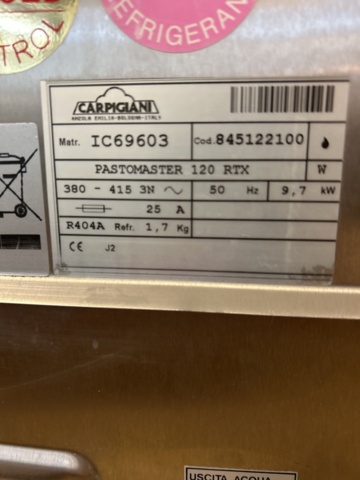 TROL
REFRIGERAN
CARPIGIANI
ANZOLA EMILIA-BOLOGNA-ITALY
Matr. IC69603 Cod. 845122100
PASTOMASTER 120 RTX W
380 - 415 3N 50 Hz 9,7 kW
25 A
R404A Refr. 1,7 Kg
CE J2
USCITA ACQUA